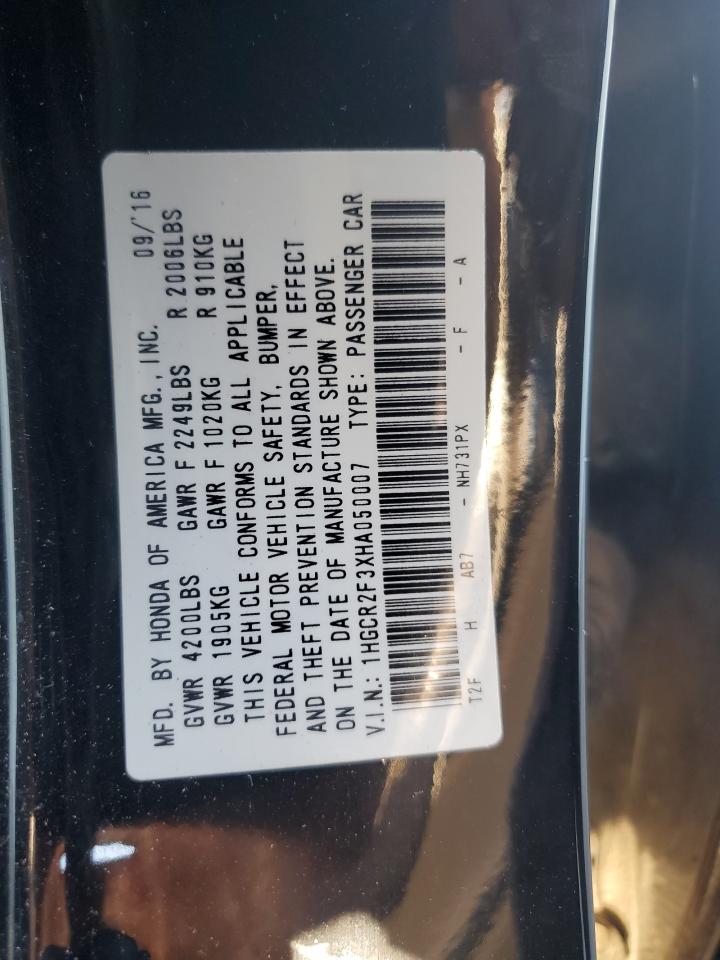 MFD. BY HONDA OF AMERICA MFG., INC. 09/'16
GVWR 4200LBS GAWR F 2249LBS R 2006LBS
GVWR 1905KG GAWR F 1020KG R 910KG
THIS VEHICLE CONFORMS TO ALL APPLICABLE
FEDERAL MOTOR VEHICLE SAFETY, BUMPER,
AND THEFT PREVENTION STANDARDS IN EFFECT
ON THE DATE OF MANUFACTURE SHOWN ABOVE.
V.I.N.: 1HGCR2F3XHA050007 TYPE: PASSENGER CAR
T2F H AB7 - NH731PX - F - A